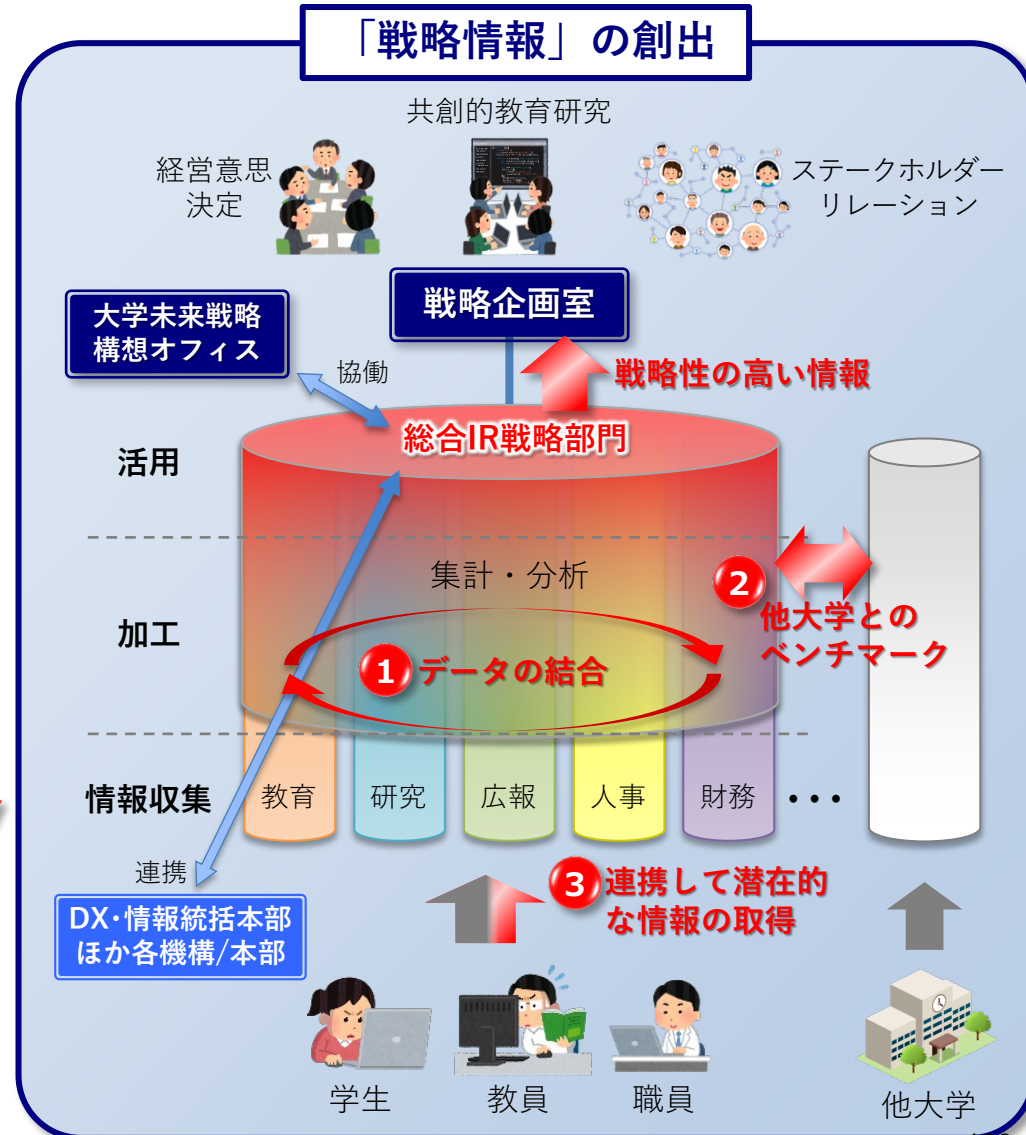 「戦略情報」の創出
共創的教育研究
経営意思
決定
ステークホルダー
リレーション
大学未来戦略
構想オフィス
戦略企画室
協働
戦略性の高い情報
総合IR戦略部門
活用
集計・分析
2
他大学との
ベンチマーク
加工
1 データの結合
情報収集
教育
研究
広報
人事
財務
・・・
連携
3 連携して潜在的
な情報の取得
DX・情報統括本部
ほか各機構/本部
学生
教員
職員
他大学